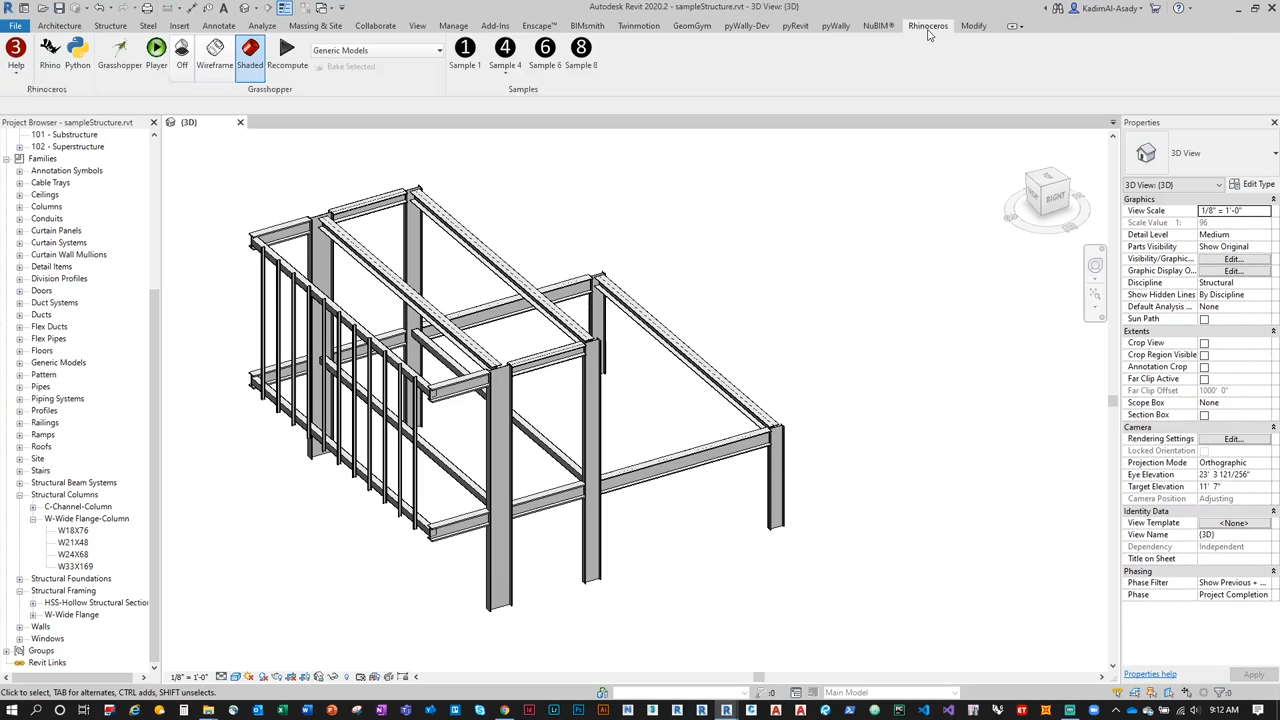 Autodesk Revit 2020.2 - sampleStructure.rvt - 3D View: {3D}
KadimAl-Asady
File Architecture Structure Steel Insert Annotate Analyze Massing & Site Collaborate View Manage Add-Ins Enscape™ BIMsmith Twinmotion GeomGym pyWally-Dev pyRevit pyWally NuBIM® Rhinoceros Modify
3 1 4 6 8
Generic Models
Help Rhino Python Grasshopper Player Off Wireframe Shaded Recompute Bake Selected Sample 1 Sample 4 Sample 6 Sample 8
Rhinoceros Grasshopper Samples
Project Browser - sampleStructure.rvt
101 - Substructure
102 - Superstructure
Families
Annotation Symbols
Cable Trays
Ceilings
Columns
Conduits
Curtain Panels
Curtain Systems
Curtain Wall Mullions
Detail Items
Division Profiles
Doors
Duct Systems
Ducts
Flex Ducts
Flex Pipes
Floors
Generic Models
Pattern
Pipes
Piping Systems
Profiles
Railings
Ramps
Roofs
Site
Stairs
Structural Beam Systems
Structural Columns
C-Channel-Column
W-Wide Flange-Column
W18X76
W21X48
W24X68
W33X169
Structural Foundations
Structural Framing
HSS-Hollow Structural Sectio
W-Wide Flange
Walls
Windows
Groups
Revit Links
{3D}
RIGHT
Properties
3D View
3D View: {3D} Edit Type
Graphics
View Scale 1/8" = 1'-0"
Scale Value 1: 96
Detail Level Medium
Parts Visibility Show Original
Visibility/Graphic... Edit...
Graphic Display O... Edit...
Discipline Structural
Show Hidden Lines By Discipline
Default Analysis ... None
Sun Path
Extents
Crop View
Crop Region Visible
Annotation Crop
Far Clip Active
Far Clip Offset 1000' 0"
Scope Box None
Section Box
Camera
Rendering Settings Edit...
Locked Orientation
Projection Mode Orthographic
Eye Elevation 23' 3 121/256"
Target Elevation 11' 7"
Camera Position Adjusting
Identity Data
View Template <None>
View Name {3D}
Dependency Independent
Title on Sheet
Phasing
Phase Filter Show Previous + ...
Phase Project Completion
Properties help Apply
1/8" = 1'-0"
Click to select, TAB for alternates, CTRL adds, SHIFT unselects.
:0 Main Model :0
9:12 AM